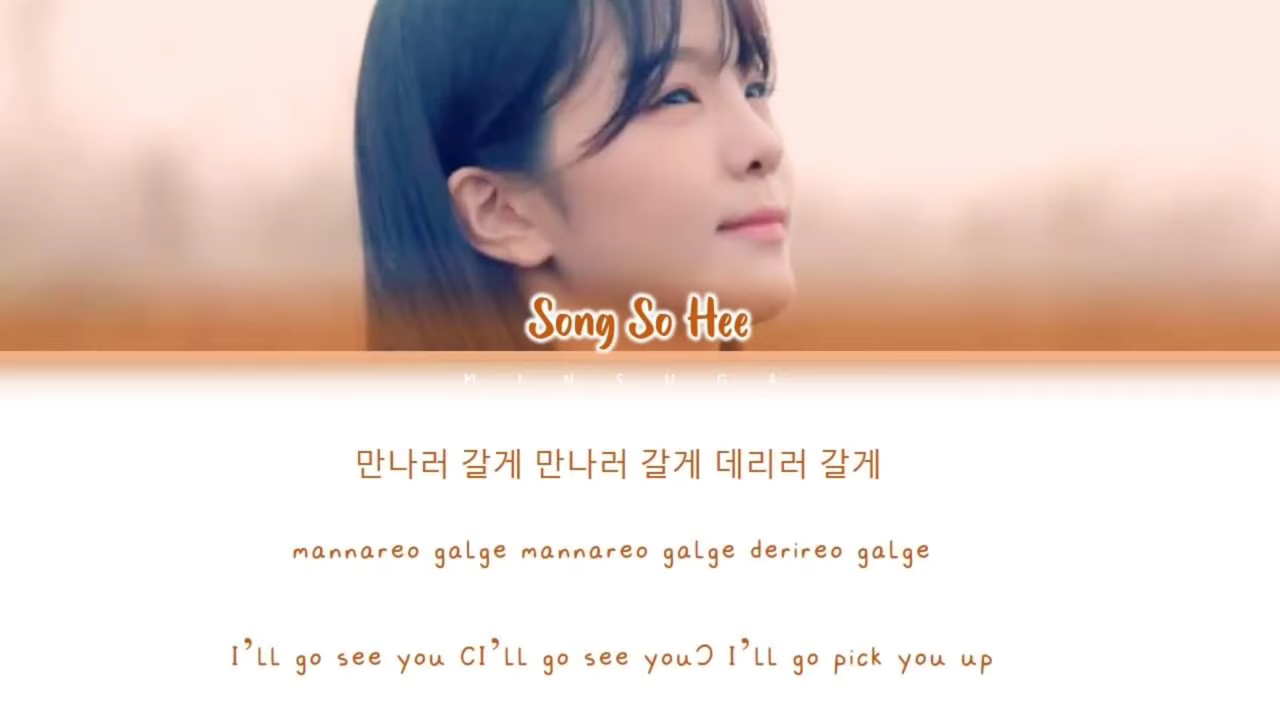 Song So Hee
MINSUGA
만나러 갈게 만나러 갈게 데리러 갈게
mannareo galge mannareo galge derireo galge
I’ll go see you (I’ll go see you) I’ll go pick you up